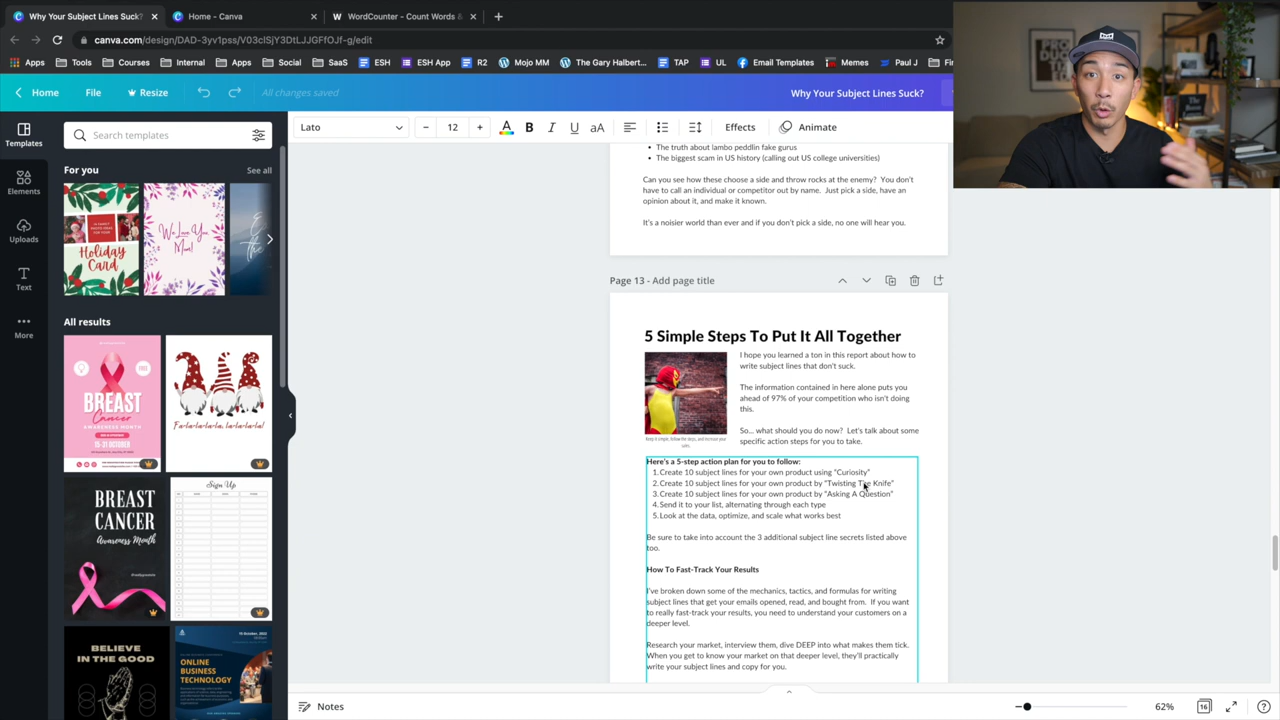 Why Your Subject Lines Suck?
Home - Canva
WordCounter - Count Words &
canva.com/design/DAD-3yv1pss/V03clSjY3DtLJJGFfOJf-g/edit
Apps
Tools
Courses
Internal
Apps
Social
SaaS
ESH
ESH App
R2
Mojo MM
The Gary Halbert...
TAP
UL
Email Templates
Memes
Paul J
Home
File
Resize
All changes saved
Why Your Subject Lines Suck?
Templates
Elements
Uploads
Text
More
Search templates
For you
See all
Holiday
Card
We Love You
Mom!
All results
BREAST
Cancer
AWARENESS MONTH
15-31 OCTOBER
Fa-la-la-la-la, la-la-la-la!
BREAST
CANCER
Awareness Month
Sign Up
BELIEVE
IN THE GOOD
ONLINE
BUSINESS
TECHNOLOGY
Lato
12
B
I
U
aA
Effects
Animate
• The truth about lambo peddlin fake gurus
• The biggest scam in US history (calling out US college universities)
Can you see how these choose a side and throw rocks at the enemy? You don't
have to call an individual or competitor out by name. Just pick a side, have an
opinion about it, and make it known.
It's a noisier world than ever and if you don't pick a side, no one will hear you.
Page 13 - Add page title
5 Simple Steps To Put It All Together
I hope you learned a ton in this report about how to
write subject lines that don't suck.
The information contained in here alone puts you
ahead of 97% of your competition who isn't doing
this.
So... what should you do now? Let's talk about some
specific action steps for you to take.
Keep it simple, follow the steps, and increase your
sales.
Here's a 5-step action plan for you to follow:
1. Create 10 subject lines for your own product using "Curiosity"
2. Create 10 subject lines for your own product by "Twisting The Knife"
3. Create 10 subject lines for your own product by "Asking A Question"
4. Send it to your list, alternating through each type
5. Look at the data, optimize, and scale what works best
Be sure to take into account the 3 additional subject line secrets listed above
too.
How To Fast-Track Your Results
I've broken down some of the mechanics, tactics, and formulas for writing
subject lines that get your emails opened, read, and bought from. If you want
to really fast-track your results, you need to understand your customers on a
deeper level.
Research your market, interview them, dive DEEP into what makes them tick.
When you get to know your market on that deeper level, they'll practically
write your subject lines and copy for you.
Notes
62%
16